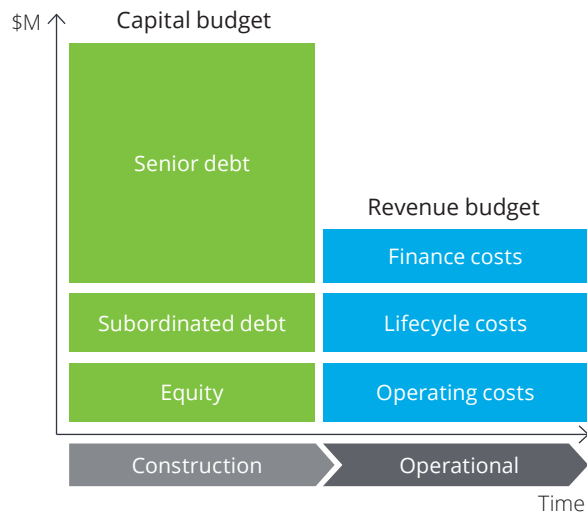 $M
Capital budget
Senior debt
Revenue budget
Finance costs
Subordinated debt
Lifecycle costs
Equity
Operating costs
Construction
Operational
Time